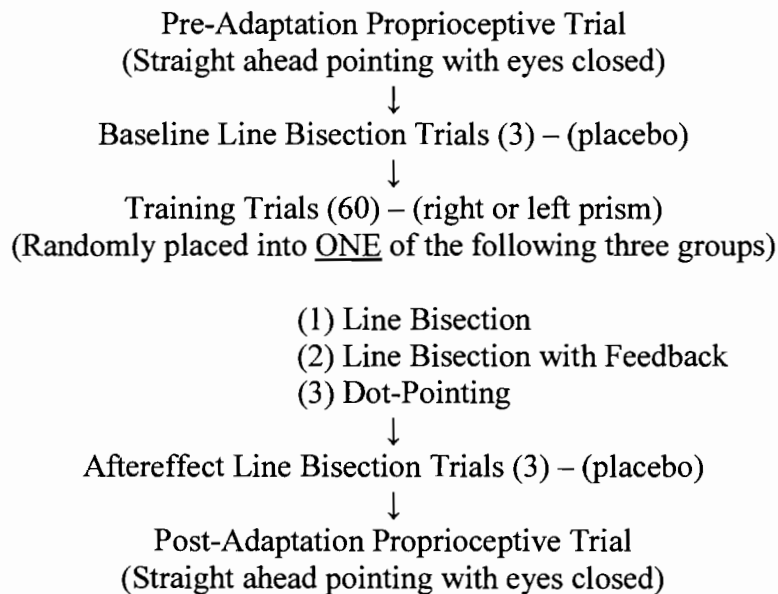 Pre-Adaptation Proprioceptive Trial
(Straight ahead pointing with eyes closed)
↓
Baseline Line Bisection Trials (3) – (placebo)
↓
Training Trials (60) – (right or left prism)
(Randomly placed into ONE of the following three groups)
(1) Line Bisection
(2) Line Bisection with Feedback
(3) Dot-Pointing
↓
Aftereffect Line Bisection Trials (3) – (placebo)
↓
Post-Adaptation Proprioceptive Trial
(Straight ahead pointing with eyes closed)